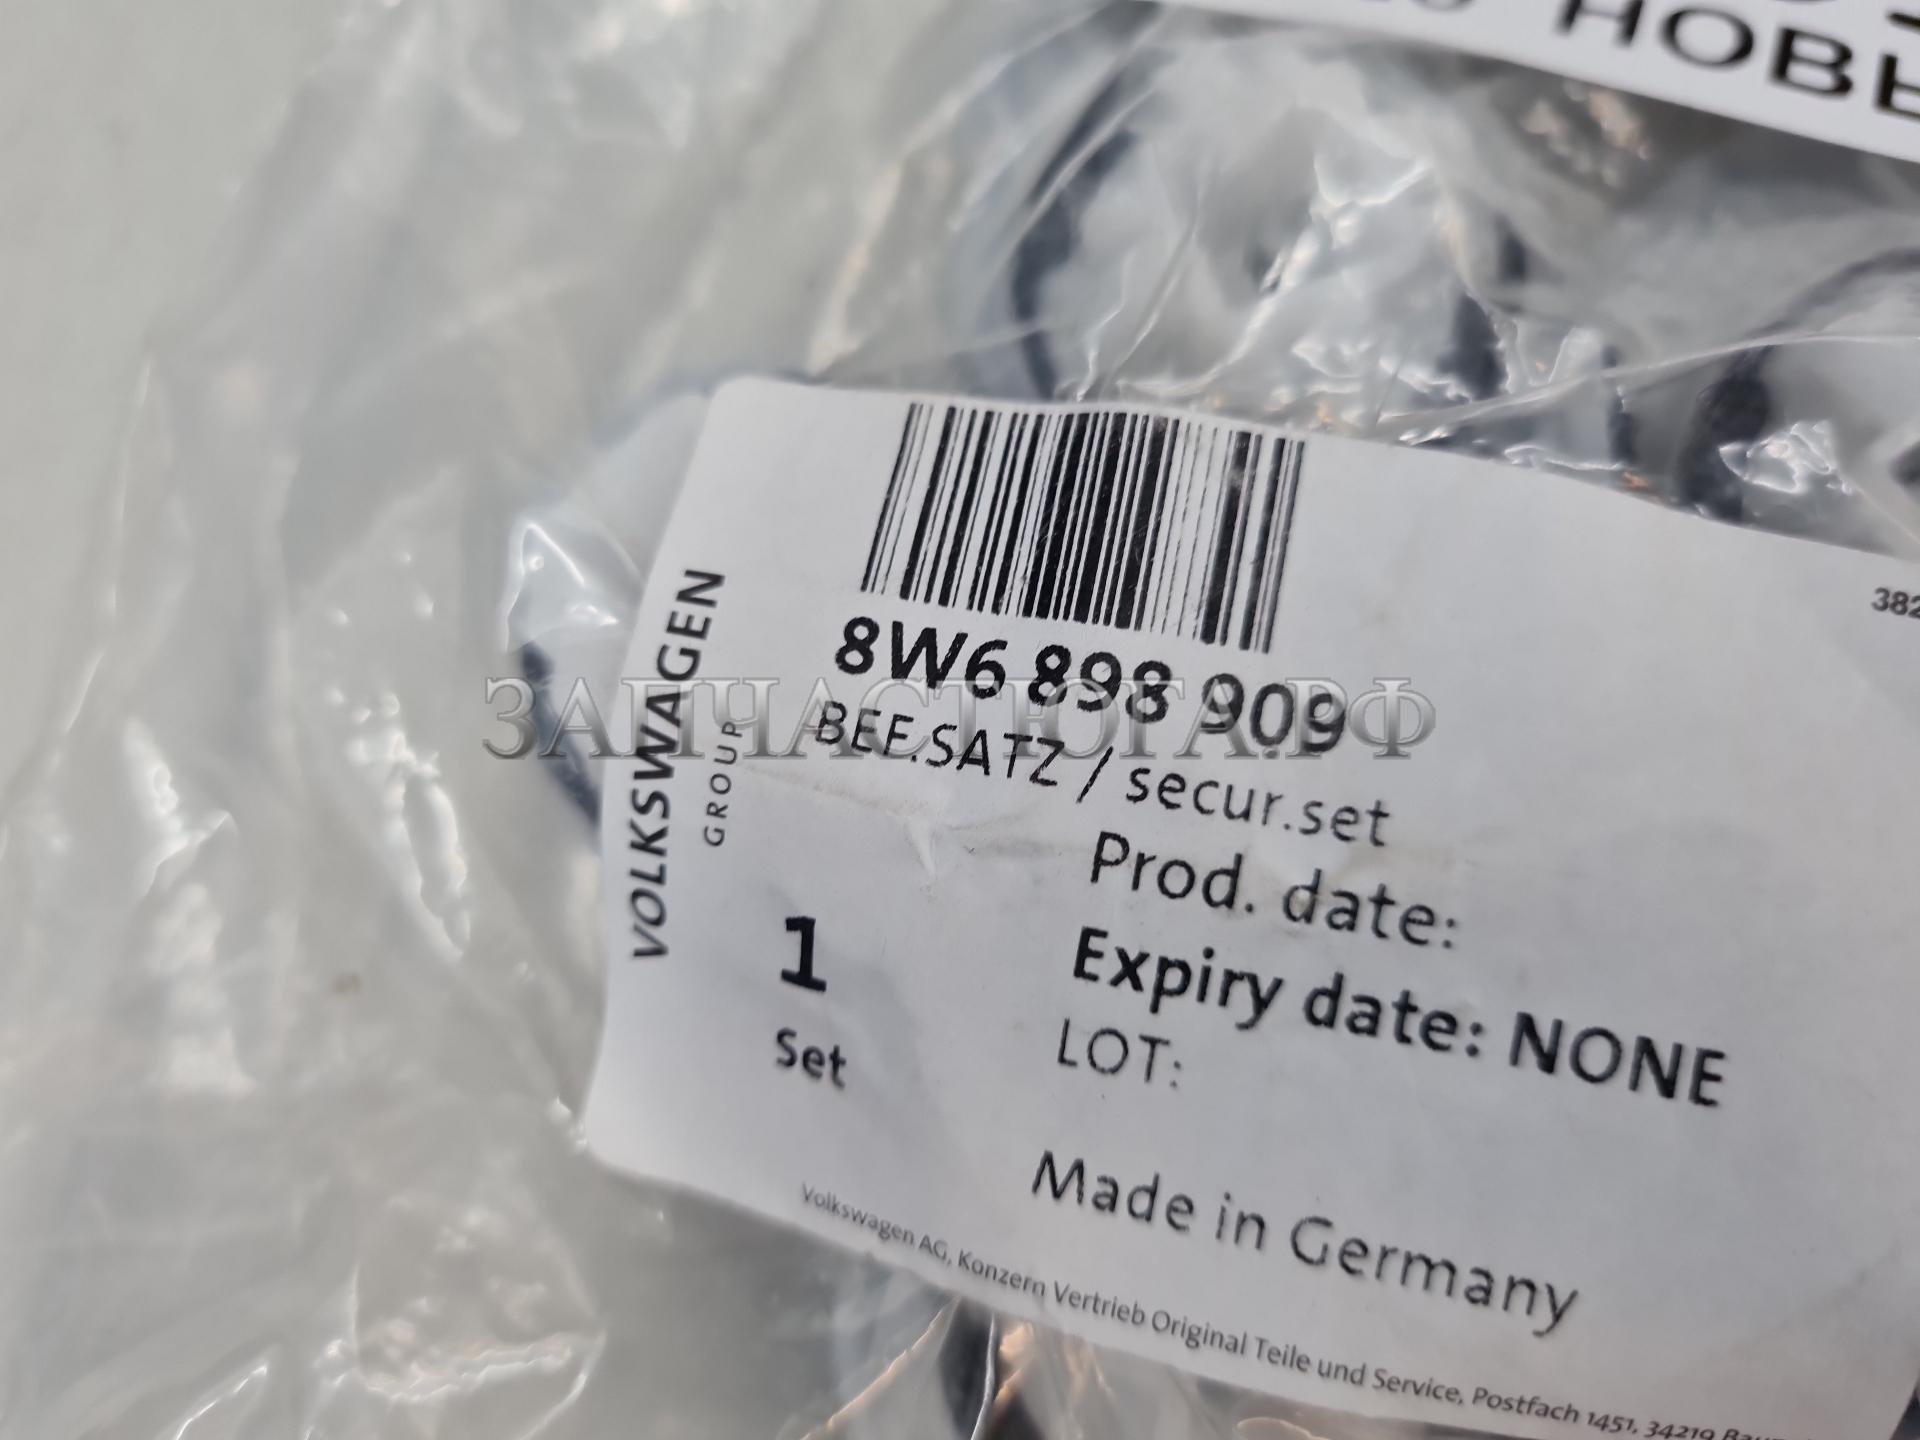 НОВЫ
382
8W6 898 909
BEF.SATZ / secur.set
ЗАПЧАСТЮГА.РФ
VOLKSWAGEN
GROUP
Prod. date:
Expiry date: NONE
LOT:
1
Set
Made in Germany
Volkswagen AG, Konzern Vertrieb Original Teile und Service, Postfach 1451, 34219